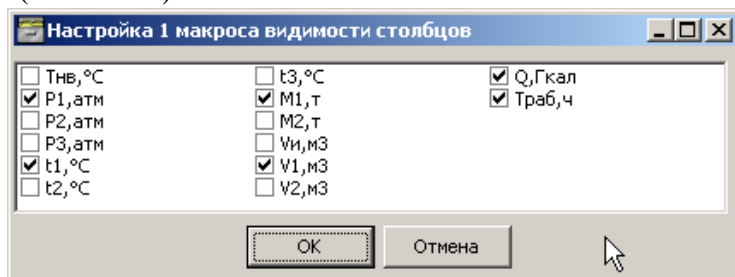 Настройка 1 макроса видимости столбцов
Tнв,°C
P1,атм
P2,атм
P3,атм
t1,°C
t2,°C
t3,°C
M1,т
M2,т
Vи,м3
V1,м3
V2,м3
Q,Гкал
Tраб,ч
OK
Отмена